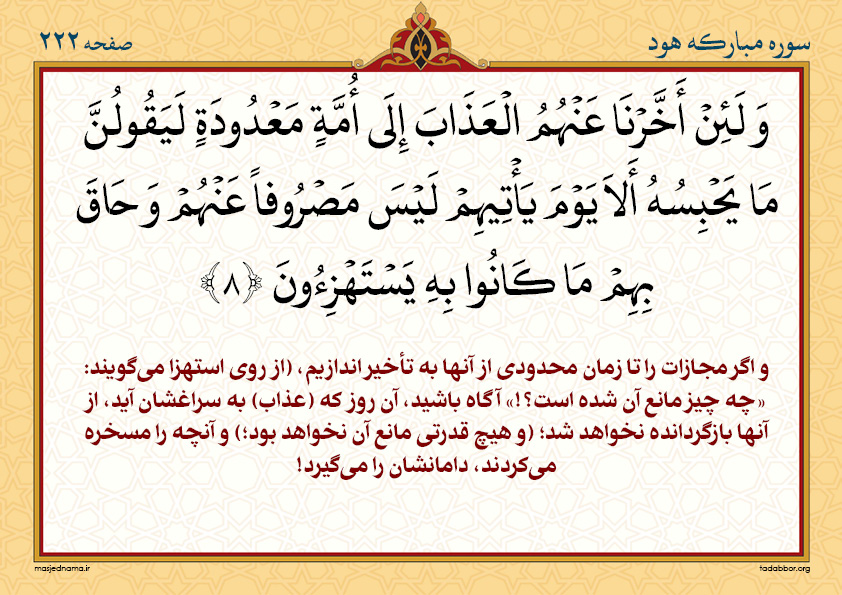 سوره مبارکه هود
صفحه ۲۲۲
وَلَئِنْ أَخَّرْنَا عَنْهُمُ الْعَذَابَ إِلَى أُمَّةٍ مَعْدُودَةٍ لَيَقُولُنَّ
مَا يَحْبِسُهُ أَلاَ يَوْمَ يَأْتِيهِمْ لَيْسَ مَصْرُوفاً عَنْهُمْ وَ حَاقَ
بِهِمْ مَا كَانُوا بِهِ يَسْتَهْزِءُونَ ﴿۸﴾
و اگر مجازات را تا زمان محدودی از آنها به تأخیر اندازیم، (از روی استهزا می‌گویند:
«چه چیز مانع آن شده است؟!» آگاه باشید، آن روز که (عذاب) به سراغشان آید، از
آنها بازگردانده نخواهد شد؛ (و هیچ قدرتی مانع آن نخواهد بود؛) و آنچه را مسخره
می‌کردند، دامانشان را می‌گیرد!
masjednama.ir
tadabbor.org